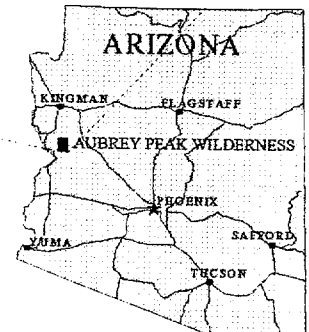 ARIZONA
KINGMAN
FLAGSTAFF
AUBREY PEAK WILDERNESS
PHOENIX
YUMA
SAFFORD
TUCSON